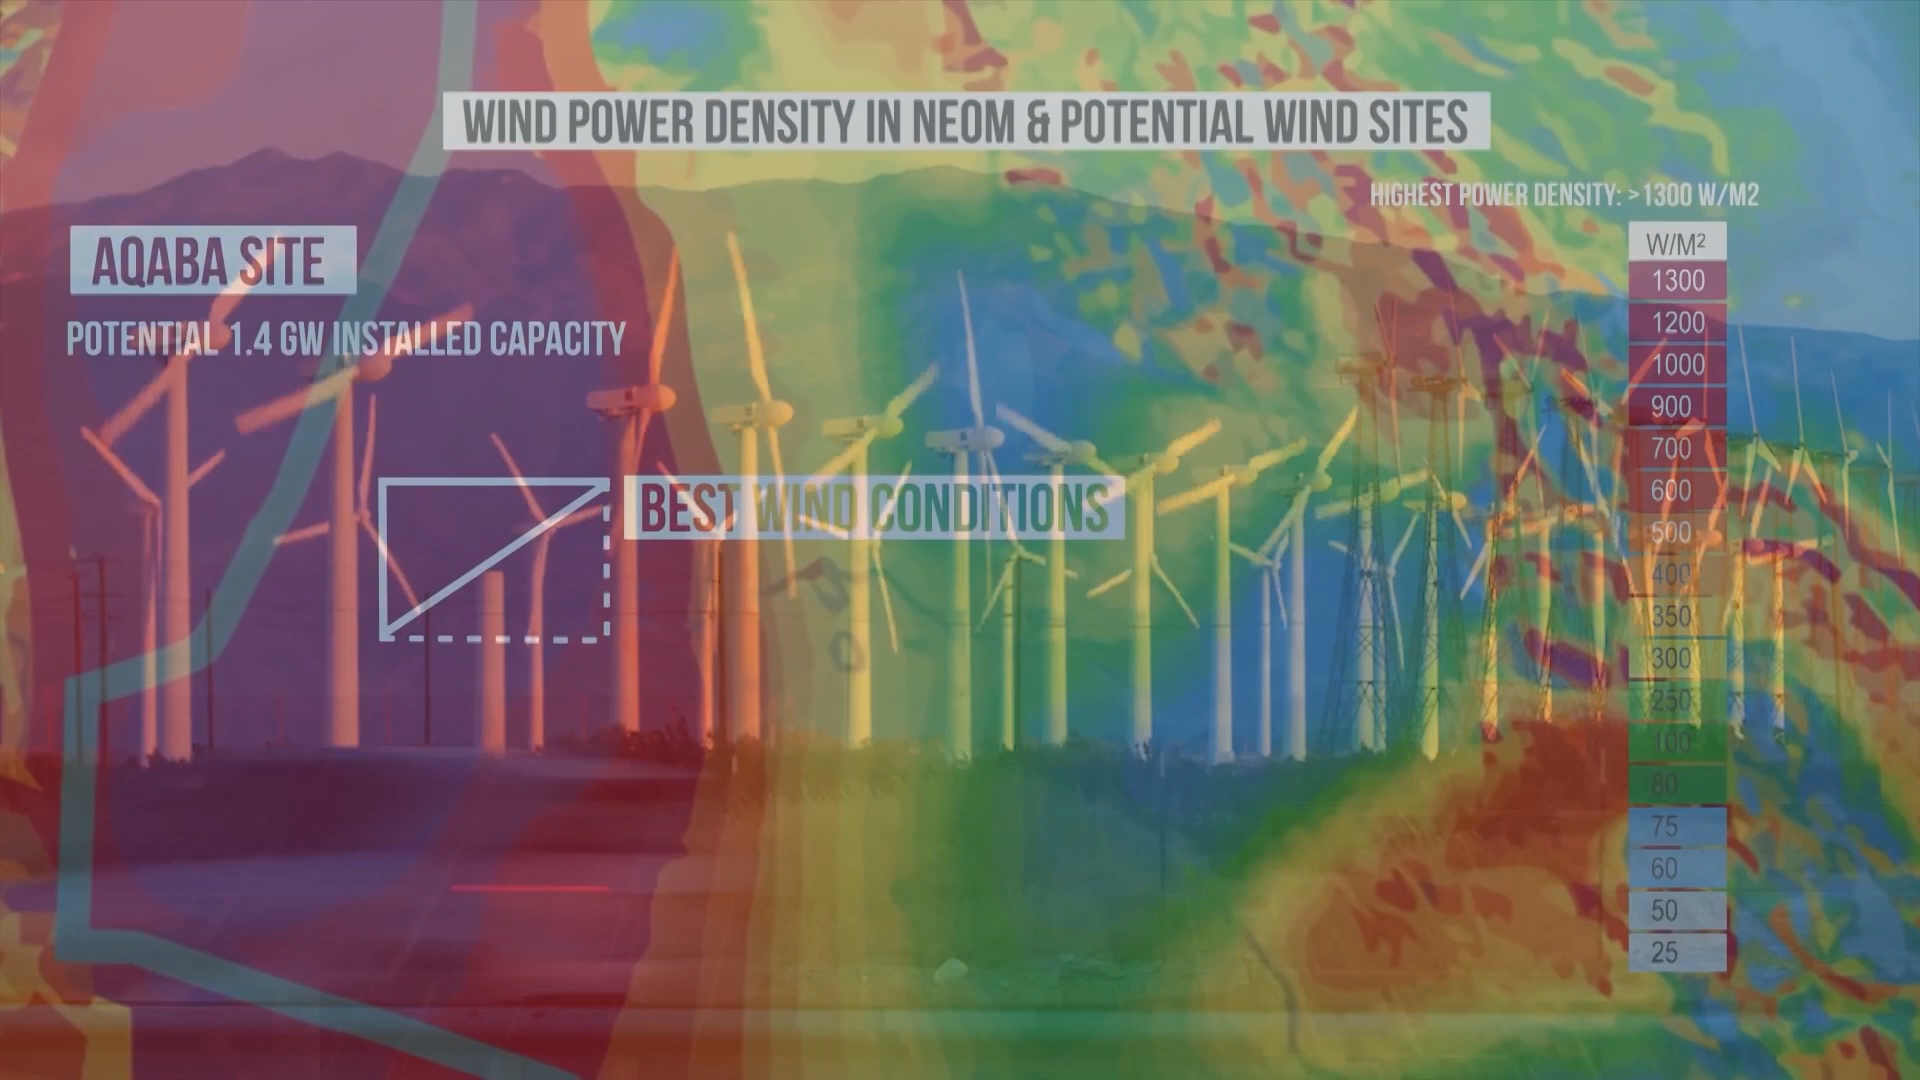 WIND POWER DENSITY IN NEOM & POTENTIAL WIND SITES
HIGHEST POWER DENSITY: >1300 W/M2
AQABA SITE
POTENTIAL 1.4 GW INSTALLED CAPACITY
BEST WIND CONDITIONS
W/M²
1300
1200
1000
900
700
600
500
400
350
300
250
100
80
75
60
50
25